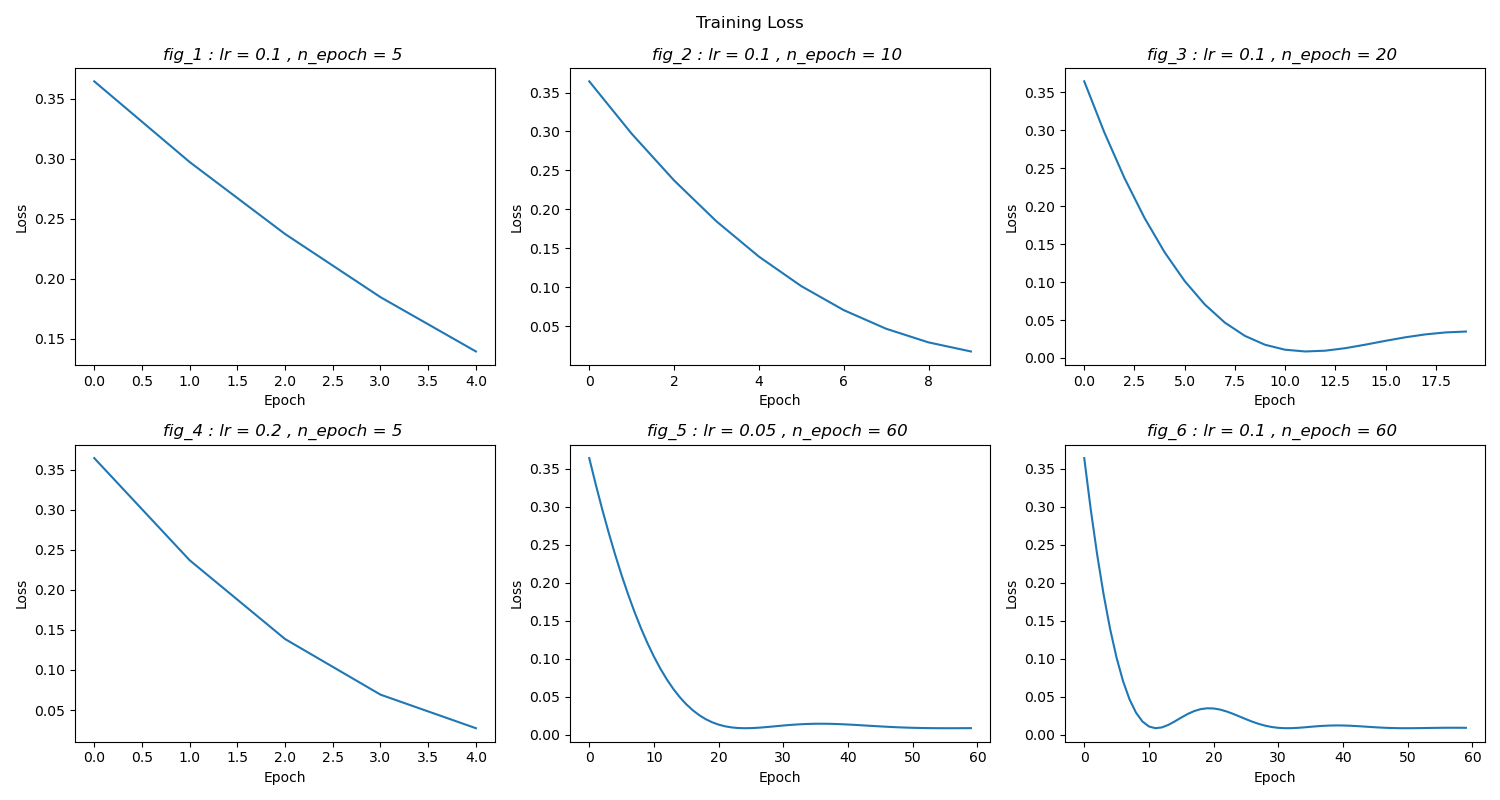 Training Loss
fig_1 : lr = 0.1 , n_epoch = 5
Loss
0.35
0.30
0.25
0.20
0.15
0.0 0.5 1.0 1.5 2.0 2.5 3.0 3.5 4.0
Epoch
fig_2 : lr = 0.1 , n_epoch = 10
Loss
0.35
0.30
0.25
0.20
0.15
0.10
0.05
0 2 4 6 8
Epoch
fig_3 : lr = 0.1 , n_epoch = 20
Loss
0.35
0.30
0.25
0.20
0.15
0.10
0.05
0.00
0.0 2.5 5.0 7.5 10.0 12.5 15.0 17.5
Epoch
fig_4 : lr = 0.2 , n_epoch = 5
Loss
0.35
0.30
0.25
0.20
0.15
0.10
0.05
0.0 0.5 1.0 1.5 2.0 2.5 3.0 3.5 4.0
Epoch
fig_5 : lr = 0.05 , n_epoch = 60
Loss
0.35
0.30
0.25
0.20
0.15
0.10
0.05
0.00
0 10 20 30 40 50 60
Epoch
fig_6 : lr = 0.1 , n_epoch = 60
Loss
0.35
0.30
0.25
0.20
0.15
0.10
0.05
0.00
0 10 20 30 40 50 60
Epoch